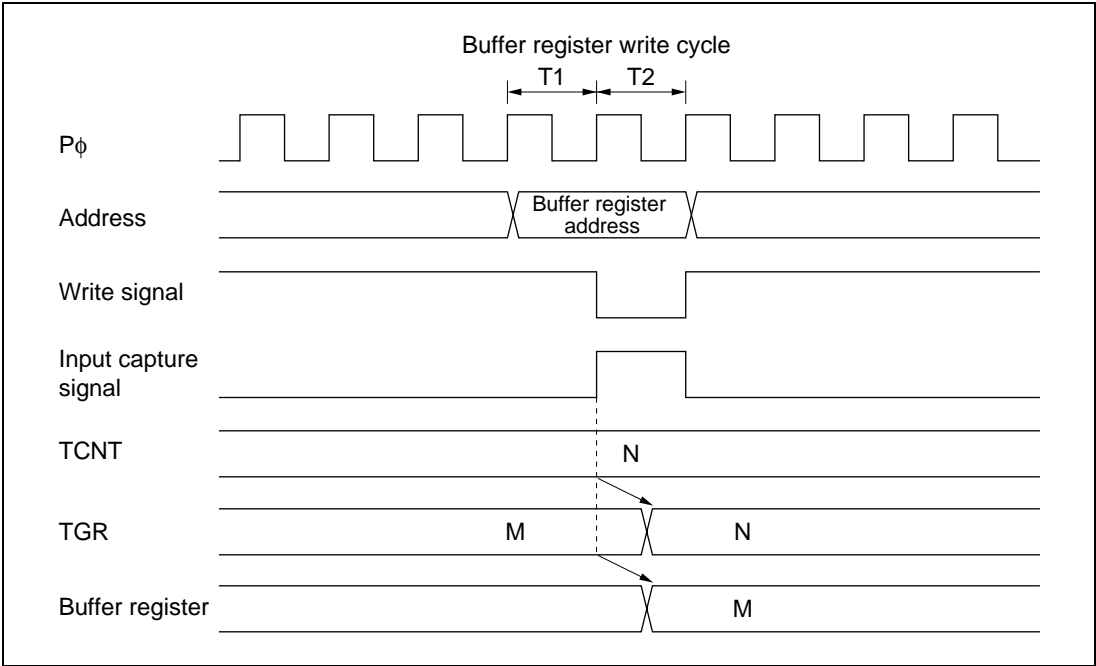 Buffer register write cycle
T1 T2
Pϕ
Address
Buffer register
address
Write signal
Input capture
signal
TCNT
N
TGR
M N
Buffer register
M